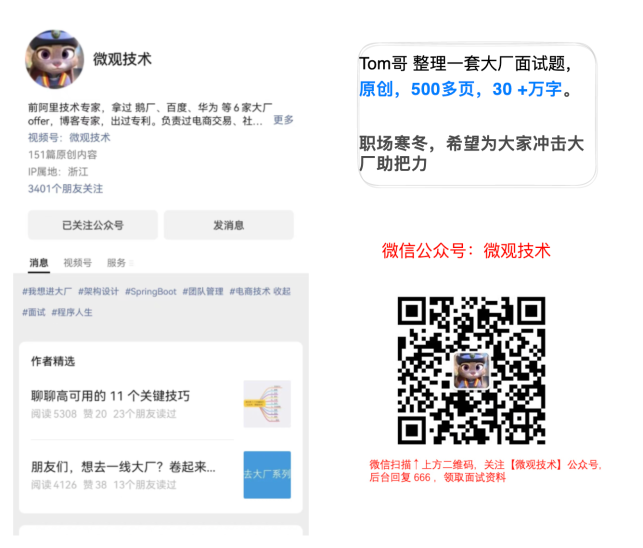 微观技术
前阿里技术专家，拿过 鹅厂、百度、华为 等6家大厂
offer，博客专家，出过专利。负责过电商交易、社... 更多
视频号：微观技术
151篇原创内容
IP属地：浙江
3401个朋友关注
已关注公众号 发消息
消息 视频号 服务
#我想进大厂 #架构设计 #SpringBoot #团队管理 #电商技术 收起
#面试 #程序人生
作者精选
聊聊高可用的 11 个关键技巧
阅读5308 赞20 23个朋友读过
朋友们，想去一线大厂？卷起来...
阅读4126 赞38 13个朋友读过
去大厂系列
Tom哥 整理一套大厂面试题，
原创，500多页，30 +万字。
职场寒冬，希望为大家冲击大
厂助把力
微信公众号：微观技术
微信扫描↑上方二维码，关注【微观技术】公众号，
后台回复 666 ，领取面试资料